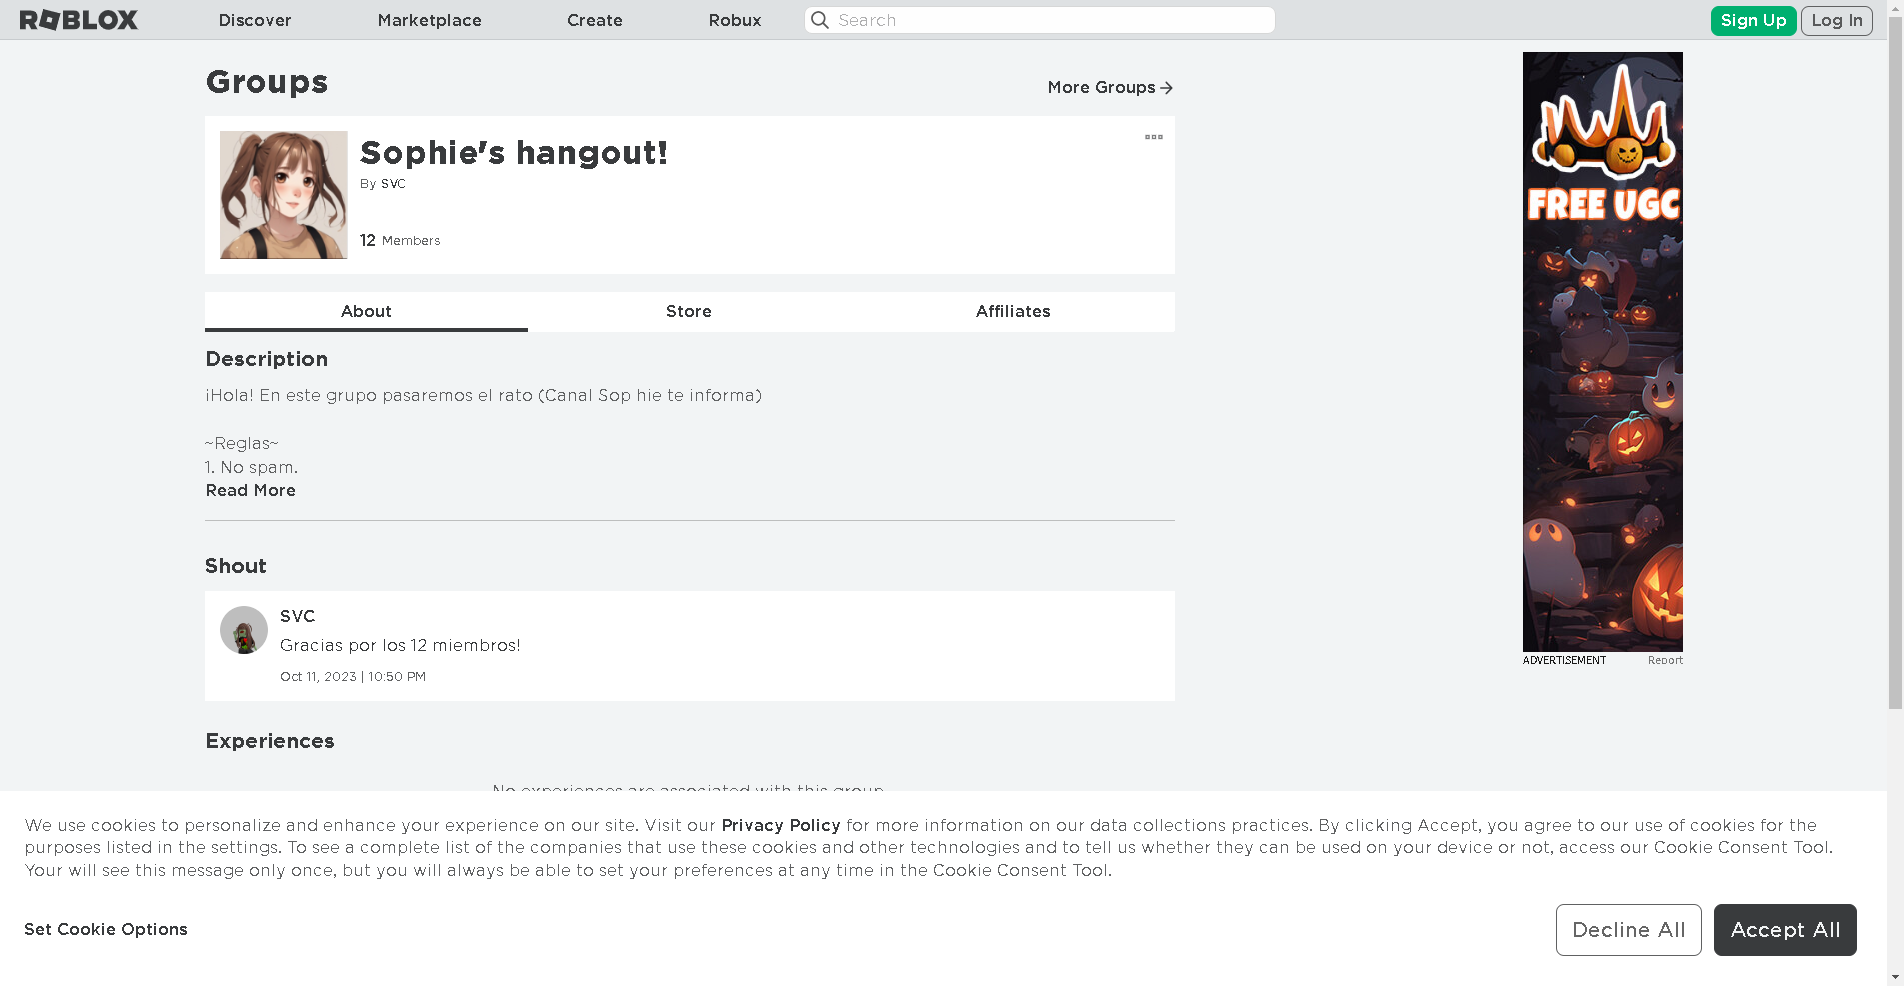 ROBLOX
Discover
Marketplace
Create
Robux
Search
Sign Up
Log In
Groups
More Groups
Sophie's hangout!
By SVC
12 Members
About
Store
Affiliates
Description
¡Hola! En este grupo pasaremos el rato (Canal Sop hie te informa)
~Reglas~
1. No spam.
Read More
Shout
SVC
Gracias por los 12 miembros!
Oct 11, 2023 | 10:50 PM
Experiences
No experiences are associated with this group.
FREE UGC
ADVERTISEMENT
Report
We use cookies to personalize and enhance your experience on our site. Visit our Privacy Policy for more information on our data collections practices. By clicking Accept, you agree to our use of cookies for the
purposes listed in the settings. To see a complete list of the companies that use these cookies and other technologies and to tell us whether they can be used on your device or not, access our Cookie Consent Tool.
Your will see this message only once, but you will always be able to set your preferences at any time in the Cookie Consent Tool.
Set Cookie Options
Decline All
Accept All